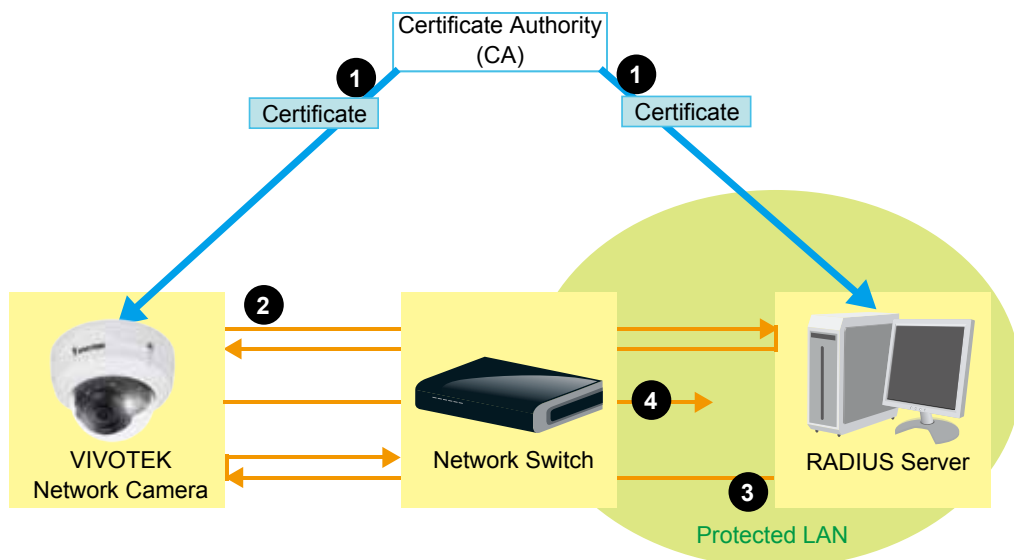 Certificate Authority
(CA)
1
1
Certificate
Certificate
2
4
VIVOTEK
Network Camera
Network Switch
RADIUS Server
3
Protected LAN